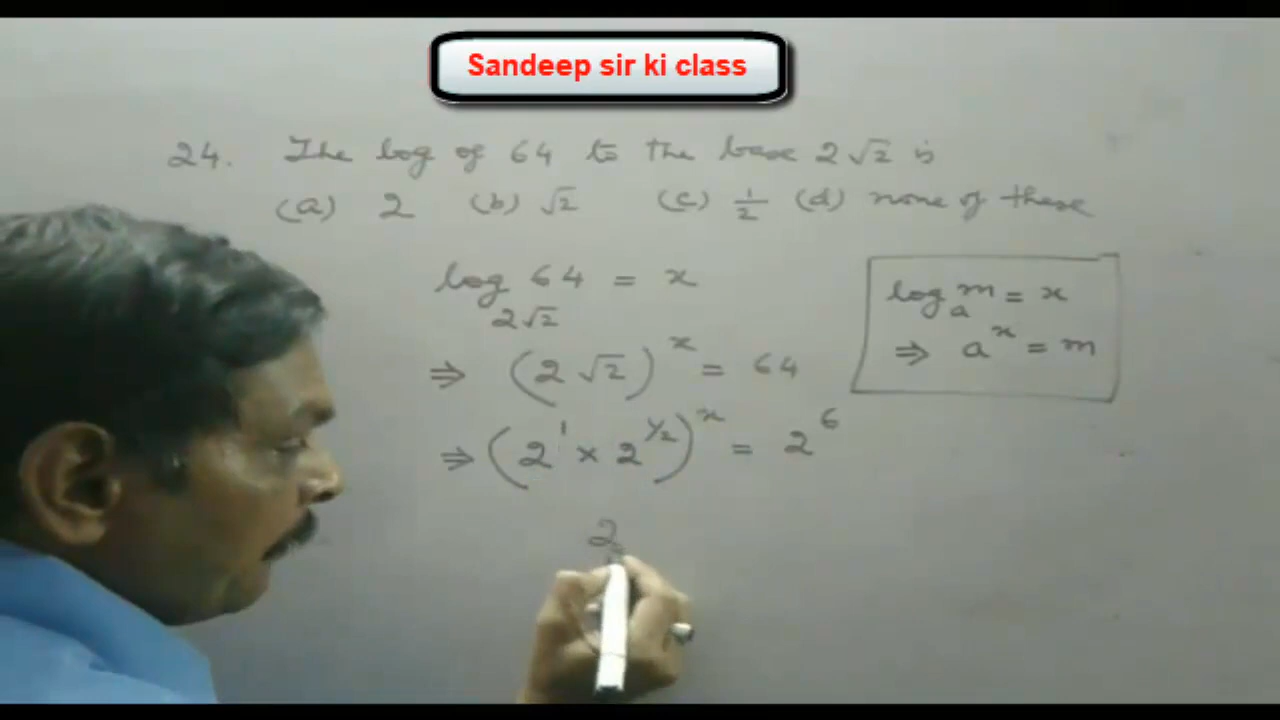 Sandeep sir ki class
24. The log of 64 to the base 2√2 is
(a) 2 (b) √2 (c) 1/2 (d) none of these
log 64 = x
2√2
⇒ (2√2)^x = 64
⇒ (2^1 × 2^1/2)^x = 2^6
2
log_a m = x
⇒ a^x = m